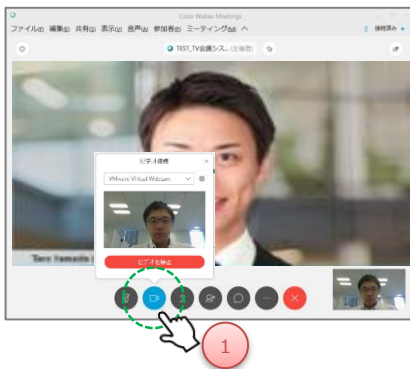 Cisco Webex Meetings
ファイル(F) 編集(E) 共有(S) 表示(V) 音声(A) 参加者(P) ミーティング(M) ヘ
接続済み
TEST_TV会議シス... (主催者)
ビデオ接続 ×
VMware Virtual Webcam
ビデオを停止
1